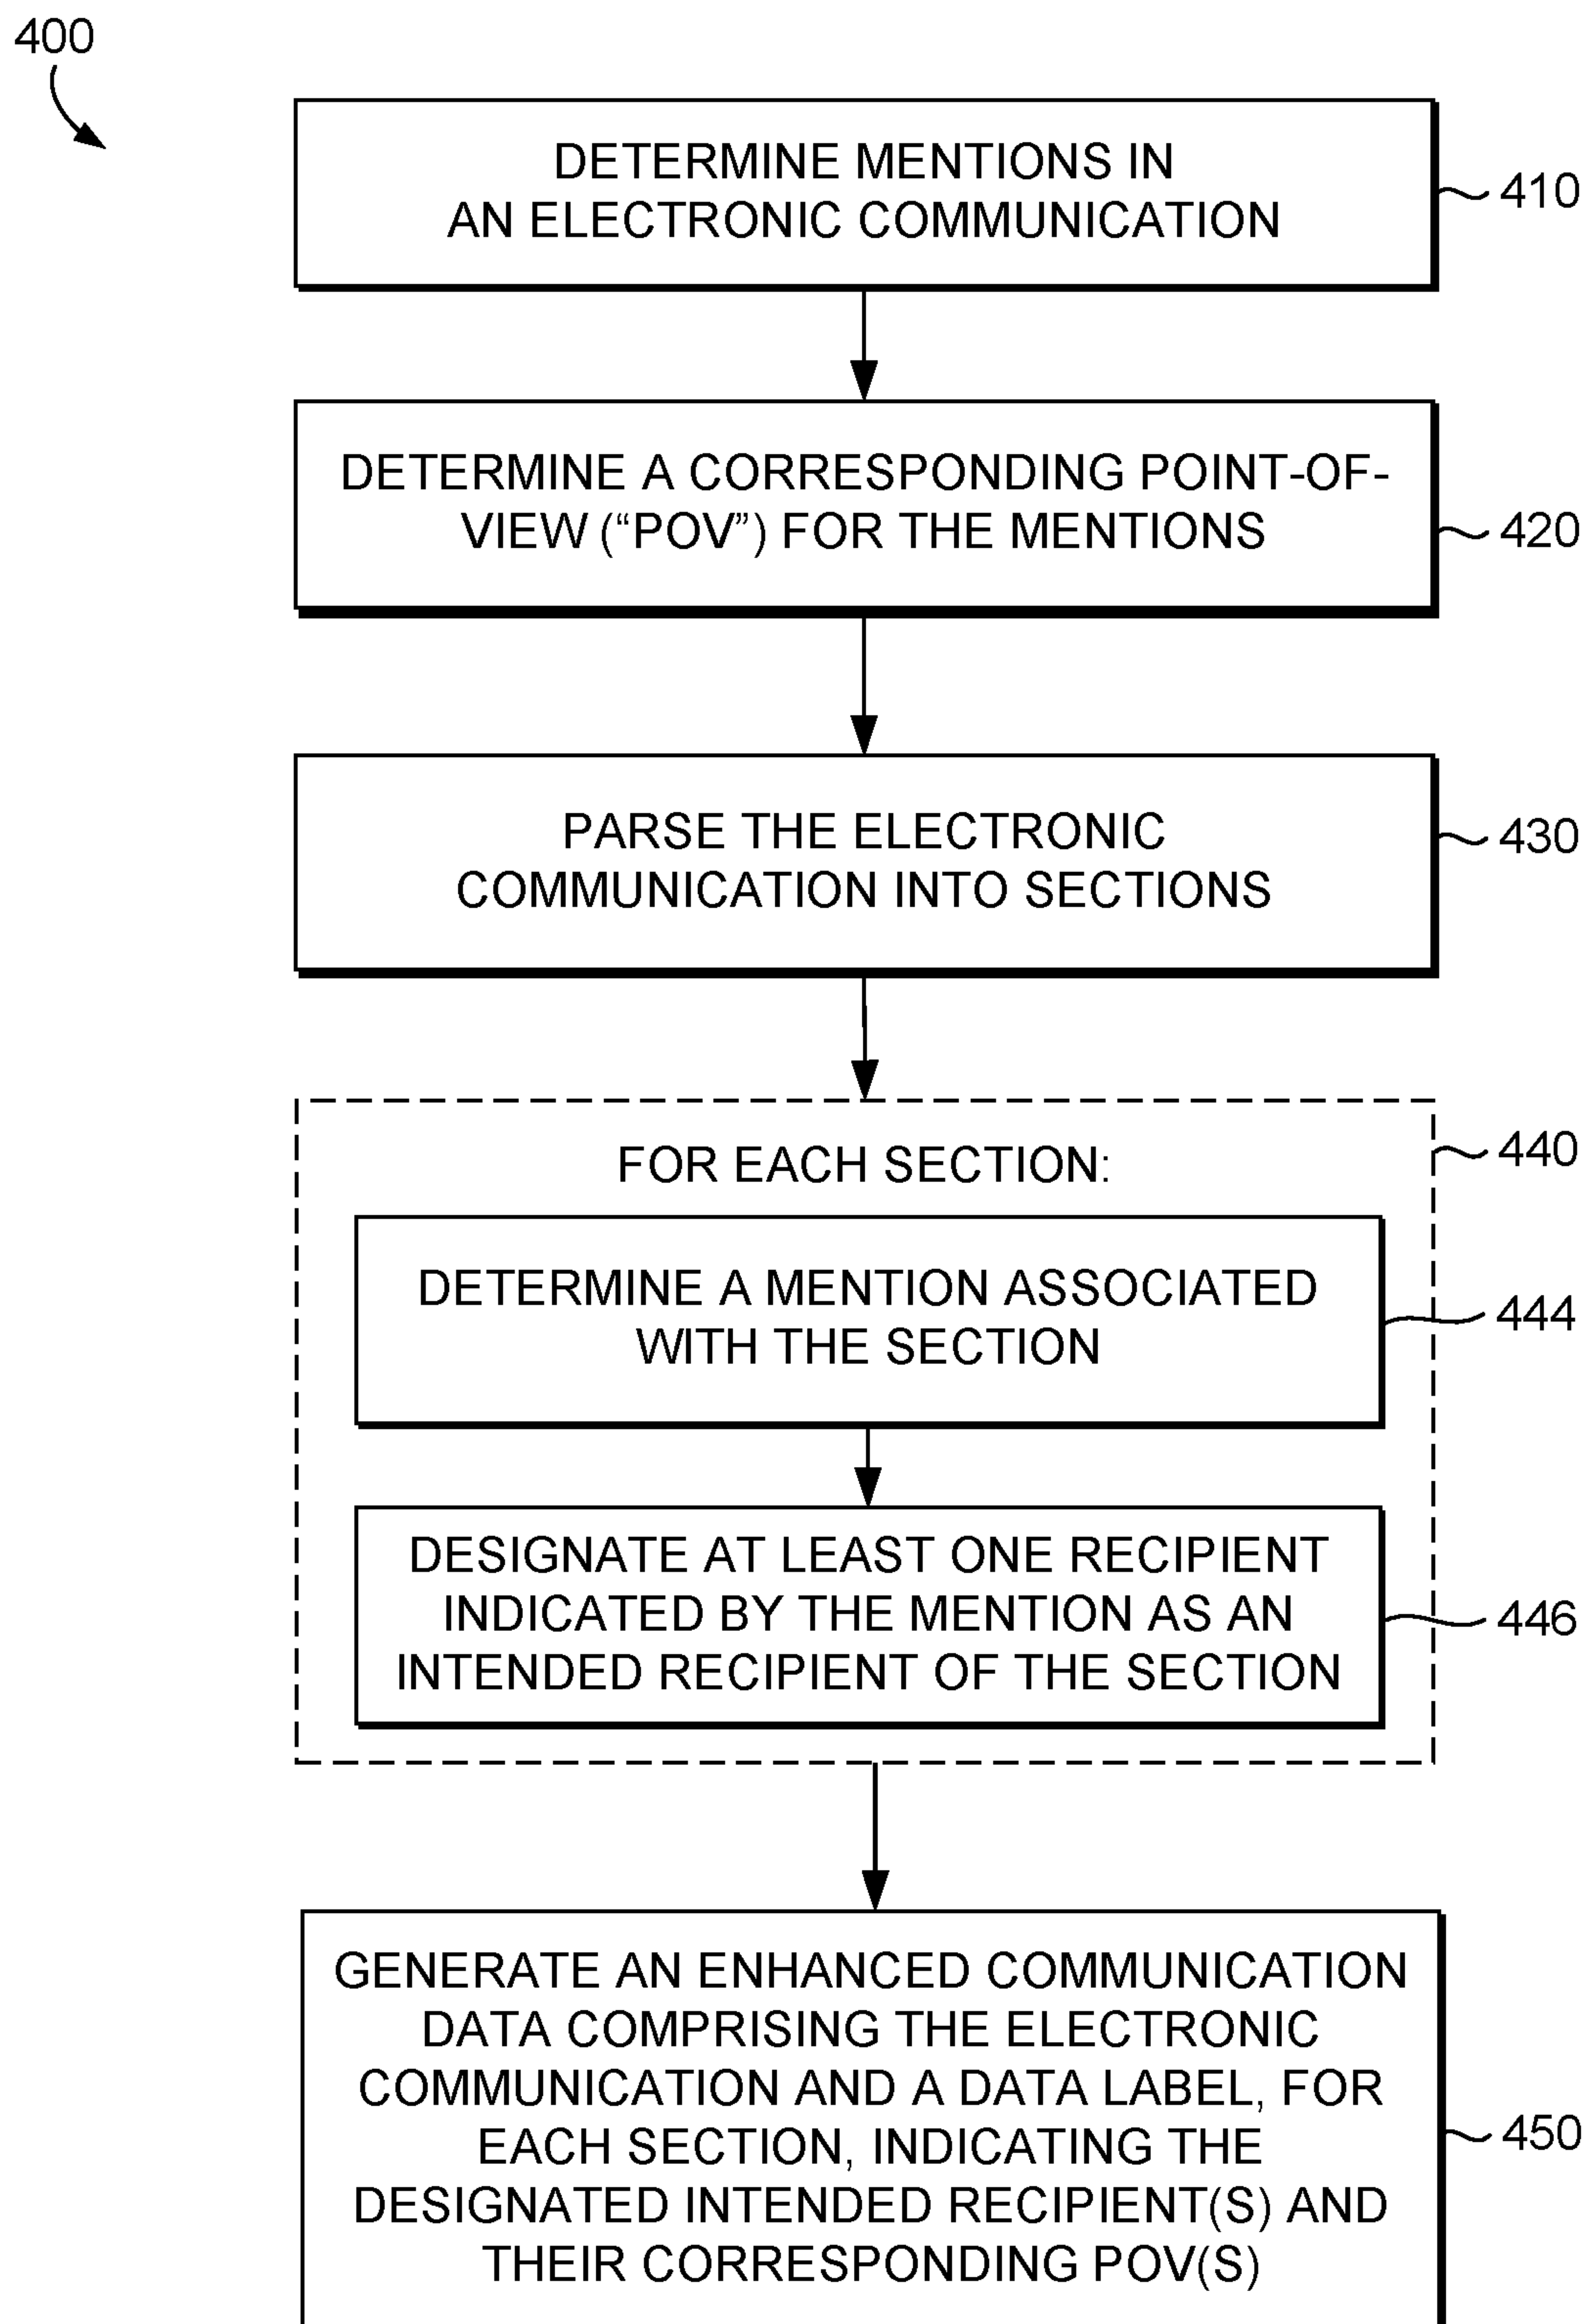 400
DETERMINE MENTIONS IN
AN ELECTRONIC COMMUNICATION
410
DETERMINE A CORRESPONDING POINT-OF-
VIEW (“POV”) FOR THE MENTIONS
420
PARSE THE ELECTRONIC
COMMUNICATION INTO SECTIONS
430
FOR EACH SECTION:
440
DETERMINE A MENTION ASSOCIATED
WITH THE SECTION
444
DESIGNATE AT LEAST ONE RECIPIENT
INDICATED BY THE MENTION AS AN
INTENDED RECIPIENT OF THE SECTION
446
GENERATE AN ENHANCED COMMUNICATION
DATA COMPRISING THE ELECTRONIC
COMMUNICATION AND A DATA LABEL, FOR
EACH SECTION, INDICATING THE
DESIGNATED INTENDED RECIPIENT(S) AND
THEIR CORRESPONDING POV(S)
450